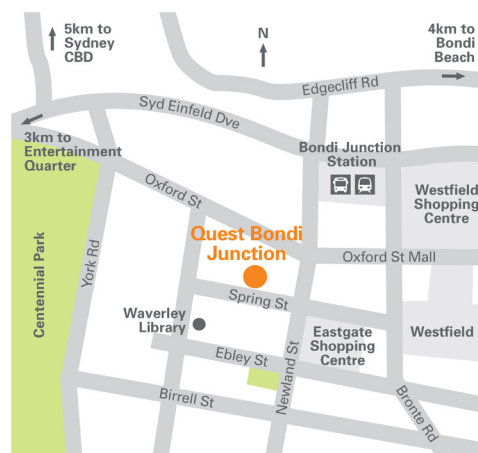 5km to
Sydney
CBD
N
4km to
Bondi
Beach
Edgecliff Rd
Syd Einfeld Dve
3km to
Entertainment
Quarter
Bondi Junction
Station
Oxford St
Westfield
Shopping
Centre
Quest Bondi
Junction
Oxford St Mall
York Rd
Centennial Park
Spring St
Waverley
Library
Eastgate
Shopping
Centre
Westfield
Ebley St
Newland St
Birrell St
Bronte Rd